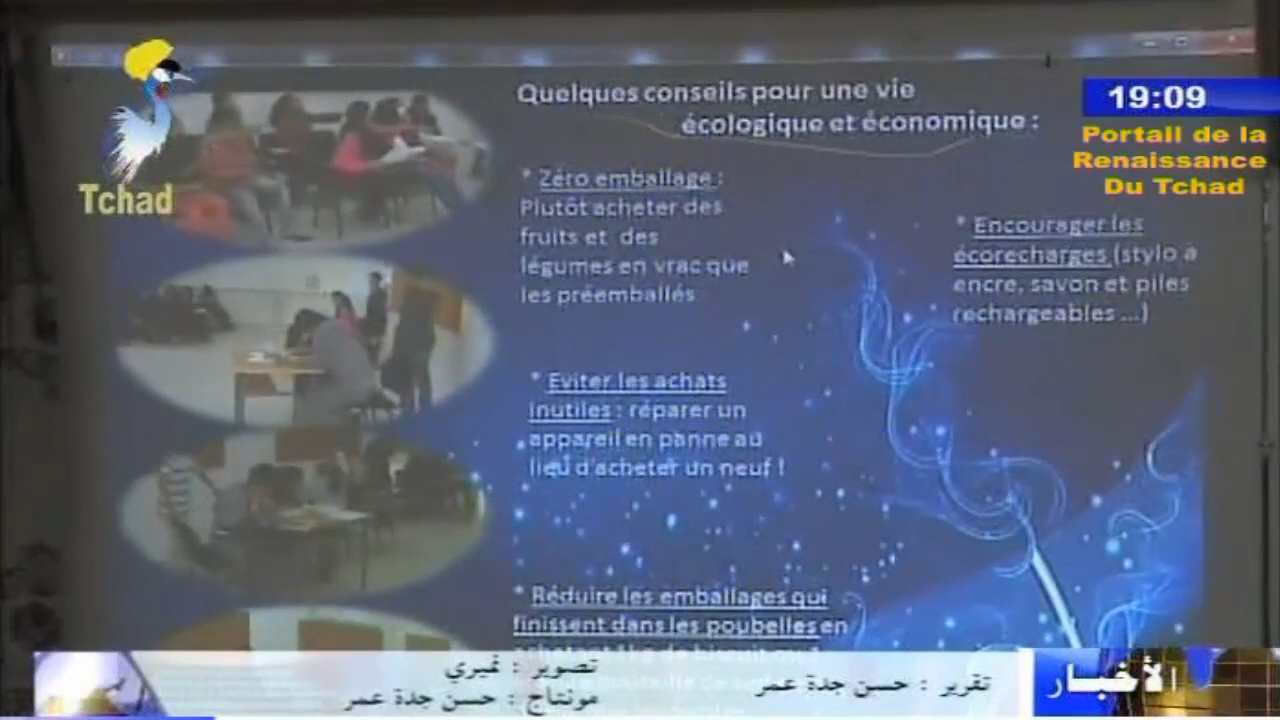 Tchad
19:09
Portall de la
Renaissance
Du Tchad
Quelques conseils pour une vie
écologique et économique :
* Zéro emballage :
Plutôt acheter des
fruits et des
légumes en vrac que
les préemballés
* Encourager les
écorecharges (stylo à
encre, savon et piles
rechargeables ...)
* Eviter les achats
inutiles : réparer un
appareil en panne au
lieu d'acheter un neuf !
* Réduire les emballages qui
finissent dans les poubelles en
الأخبار
تقرير : حسن جدة عمر
تصوير : نميري
مونتاج : حسن جدة عمر